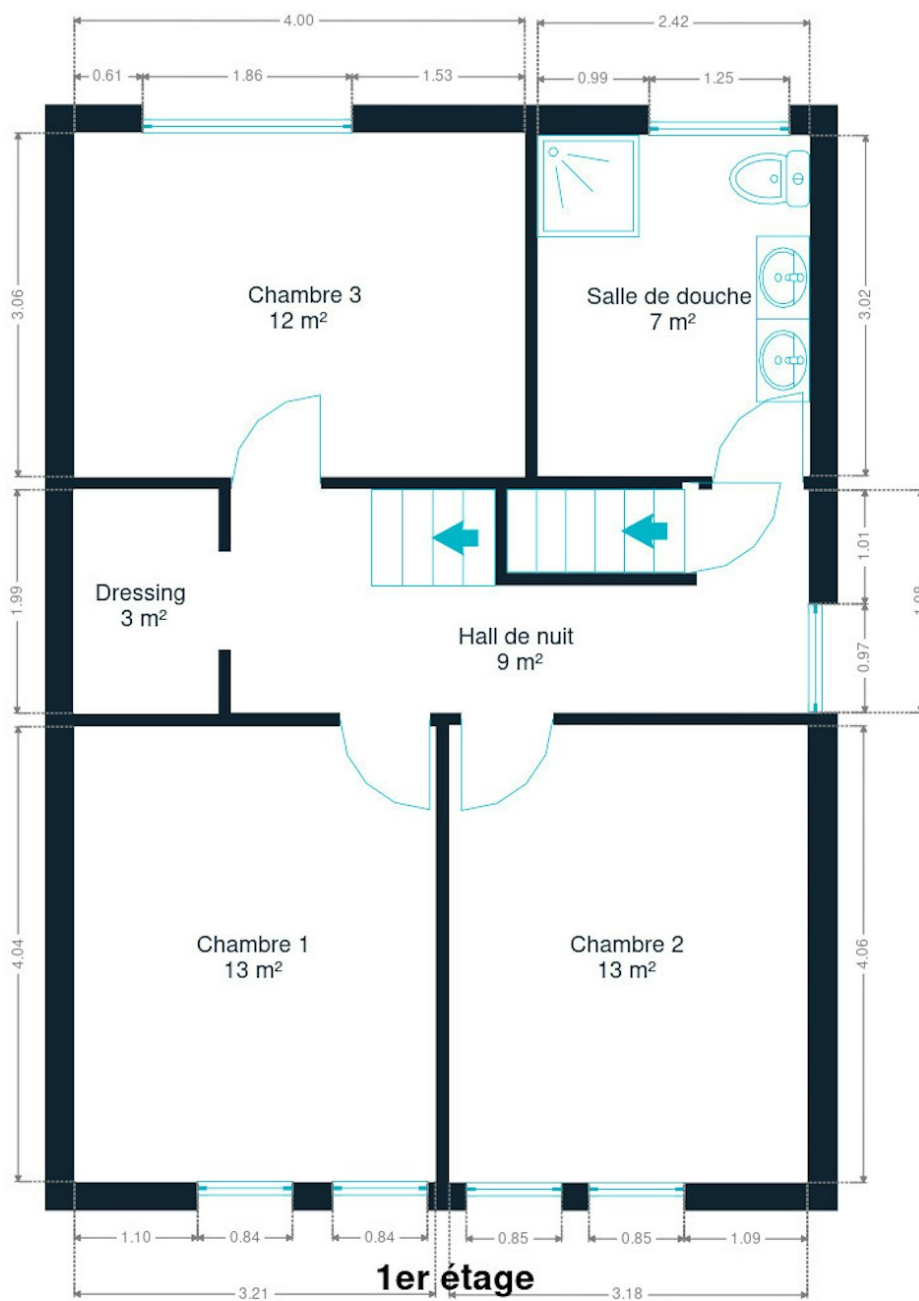 4.00
2.42
0.61
1.86
1.53
0.99
1.25
3.06
Chambre 3
12 m²
Salle de douche
7 m²
3.02
1.99
Dressing
3 m²
Hall de nuit
9 m²
1.01
0.97
1.98
4.04
Chambre 1
13 m²
Chambre 2
13 m²
4.06
1.10
0.84
0.84
0.85
0.85
1.09
3.21
1er étage
3.18